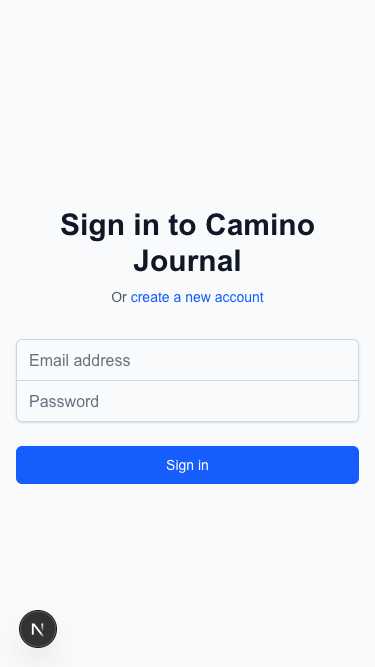 Sign in to Camino
Journal
Or create a new account
Email address
Password
Sign in
N